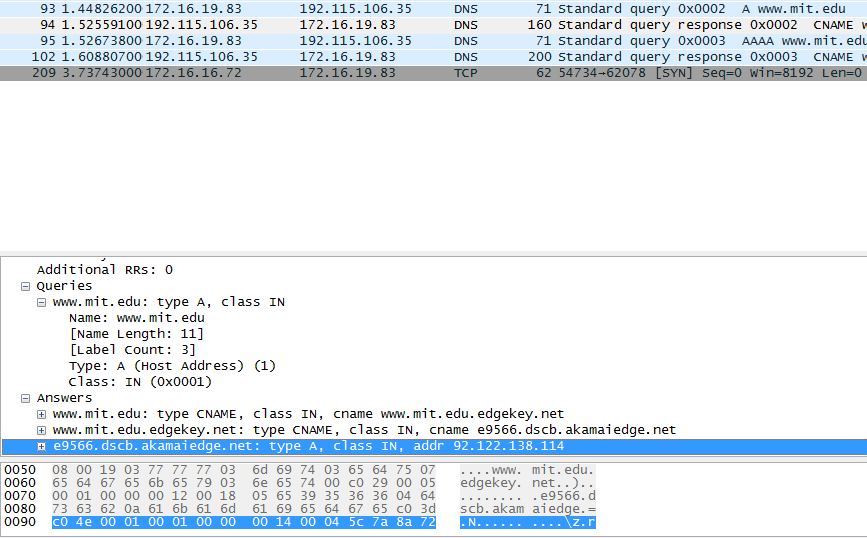 93 1.44826200 172.16.19.83 192.115.106.35 DNS 71 Standard query 0x0002 A www.mit.edu
94 1.52559100 192.115.106.35 172.16.19.83 DNS 160 Standard query response 0x0002 CNAME w
95 1.52673800 172.16.19.83 192.115.106.35 DNS 71 Standard query 0x0003 AAAA www.mit.edu
102 1.60880700 192.115.106.35 172.16.19.83 DNS 200 Standard query response 0x0003 CNAME w
209 3.73743000 172.16.16.72 172.16.19.83 TCP 62 54734→62078 [SYN] Seq=0 Win=8192 Len=0
Additional RRs: 0
Queries
www.mit.edu: type A, class IN
Name: www.mit.edu
[Name Length: 11]
[Label Count: 3]
Type: A (Host Address) (1)
Class: IN (0x0001)
Answers
www.mit.edu: type CNAME, class IN, cname www.mit.edu.edgekey.net
www.mit.edu.edgekey.net: type CNAME, class IN, cname e9566.dscb.akamaiedge.net
e9566.dscb.akamaiedge.net: type A, class IN, addr 92.122.138.114
0050 08 00 19 03 77 77 77 03 6d 69 74 03 65 64 75 07 ....www. mit.edu.
0060 65 64 67 65 6b 65 79 03 6e 65 74 00 c0 29 00 05 edgekey. net..)..
0070 00 01 00 00 00 12 00 18 05 65 39 35 36 36 04 64 ........ .e9566.d
0080 73 63 62 0a 61 6b 61 6d 61 69 65 64 67 65 c0 3d scb.akam aiedge.=
0090 c0 4e 00 01 00 01 00 00 00 14 00 04 5c 7a 8a 72 .N...... ....\z.r